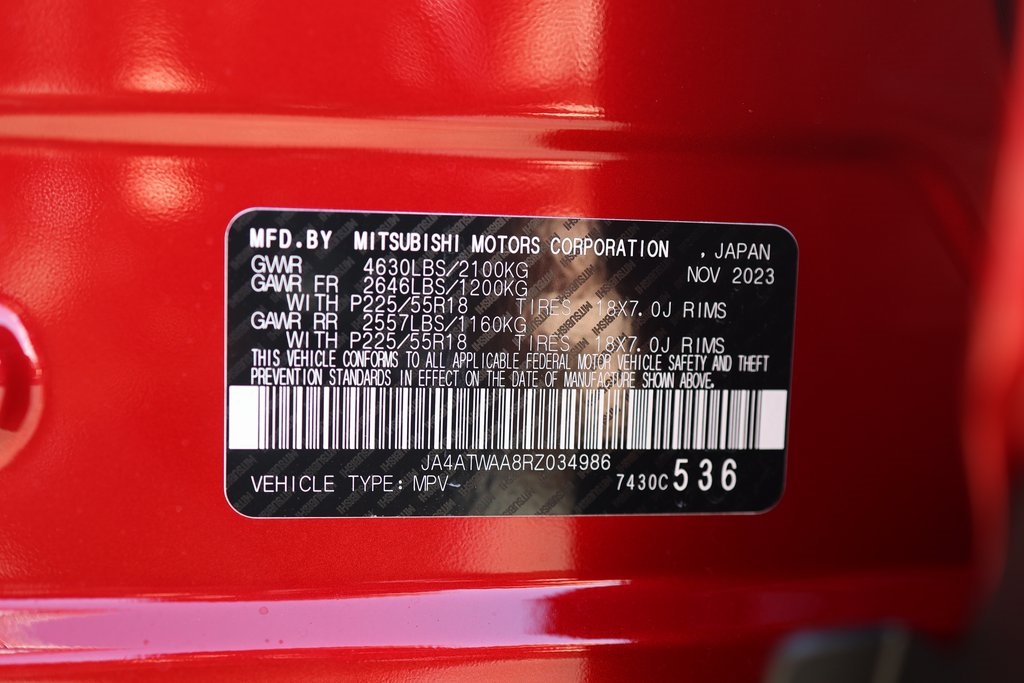 MFD.BY MITSUBISHI MOTORS CORPORATION , JAPAN
GVWR 4630LBS/2100KG NOV 2023
GAWR FR 2646LBS/1200KG
WITH P225/55R18 TIRES, 18X7.0J RIMS
GAWR RR 2557LBS/1160KG
WITH P225/55R18 TIRES, 18X7.0J RIMS
THIS VEHICLE CONFORMS TO ALL APPLICABLE FEDERAL MOTOR VEHICLE SAFETY AND THEFT
PREVENTION STANDARDS IN EFFECT ON THE DATE OF MANUFACTURE SHOWN ABOVE.
JA4ATWAA8RZ034986
VEHICLE TYPE: MPV 7430C 536